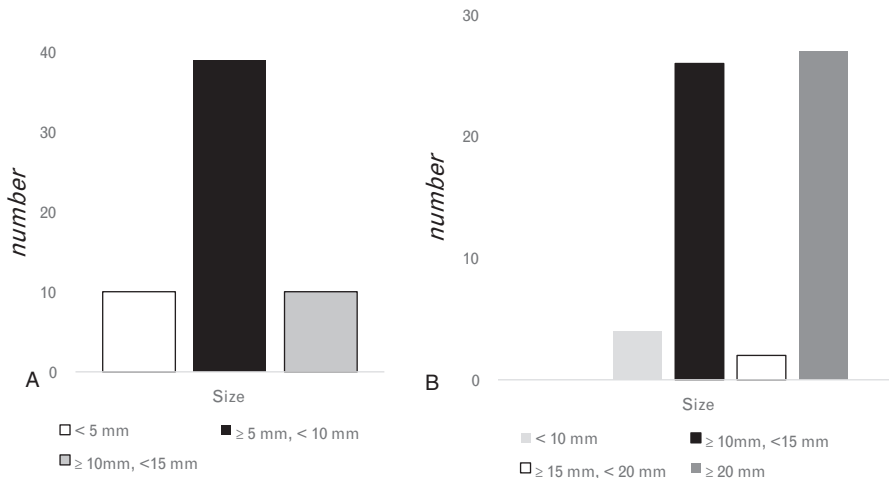 40
30
number
20
10
0
A
Size
< 5 mm
≥ 5 mm, < 10 mm
≥ 10mm, <15 mm
30
20
number
10
0
B
Size
< 10 mm
≥ 10mm, <15 mm
≥ 15 mm, < 20 mm
≥ 20 mm